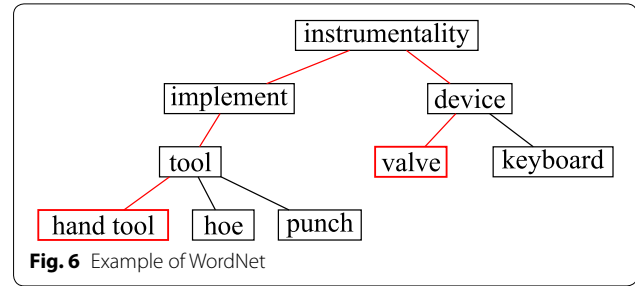 instrumentality
implement device
tool valve keyboard
hand tool hoe punch
Fig. 6 Example of WordNet